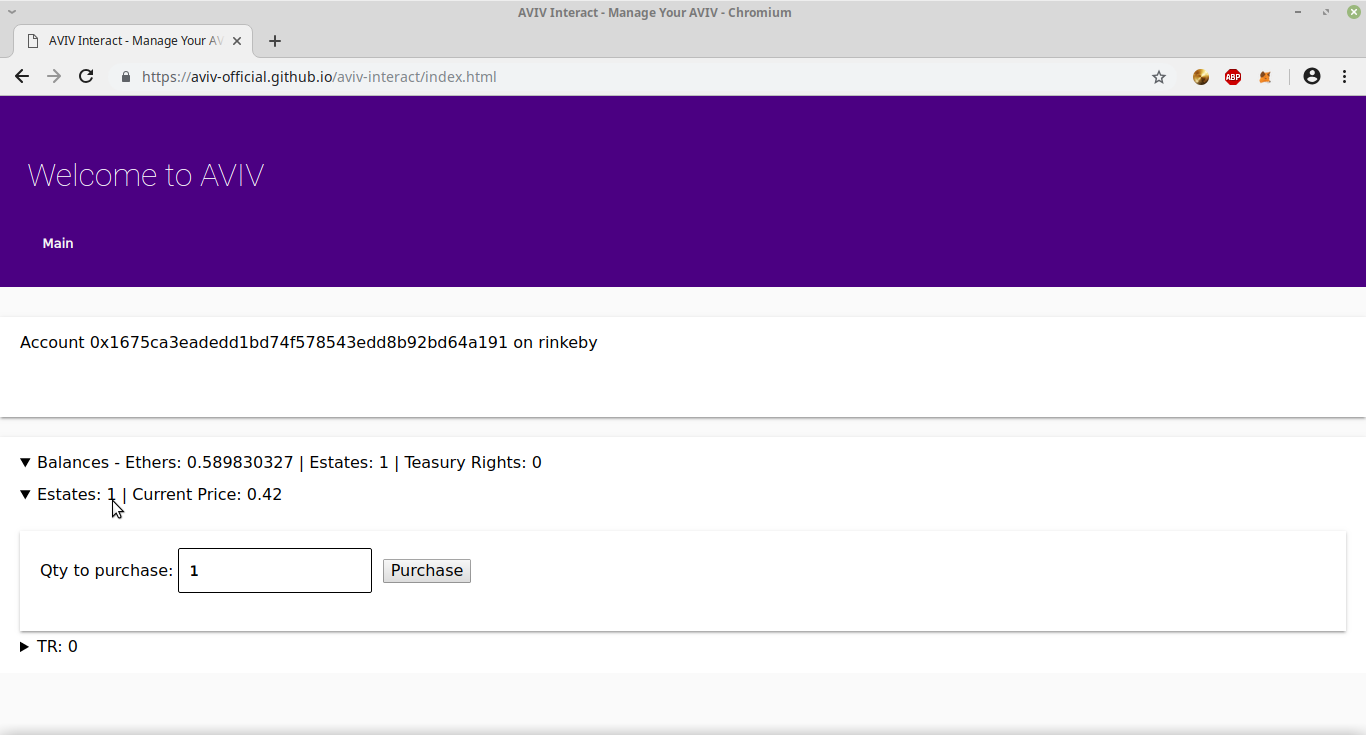 AVIV Interact - Manage Your AVIV - Chromium
AVIV Interact - Manage Your AV
https://aviv-official.github.io/aviv-interact/index.html
ABP
Welcome to AVIV
Main
Account 0x1675ca3eadedd1bd74f578543edd8b92bd64a191 on rinkeby
Balances - Ethers: 0.589830327 | Estates: 1 | Teasury Rights: 0
Estates: 1 | Current Price: 0.42
Qty to purchase: 1 Purchase
TR: 0